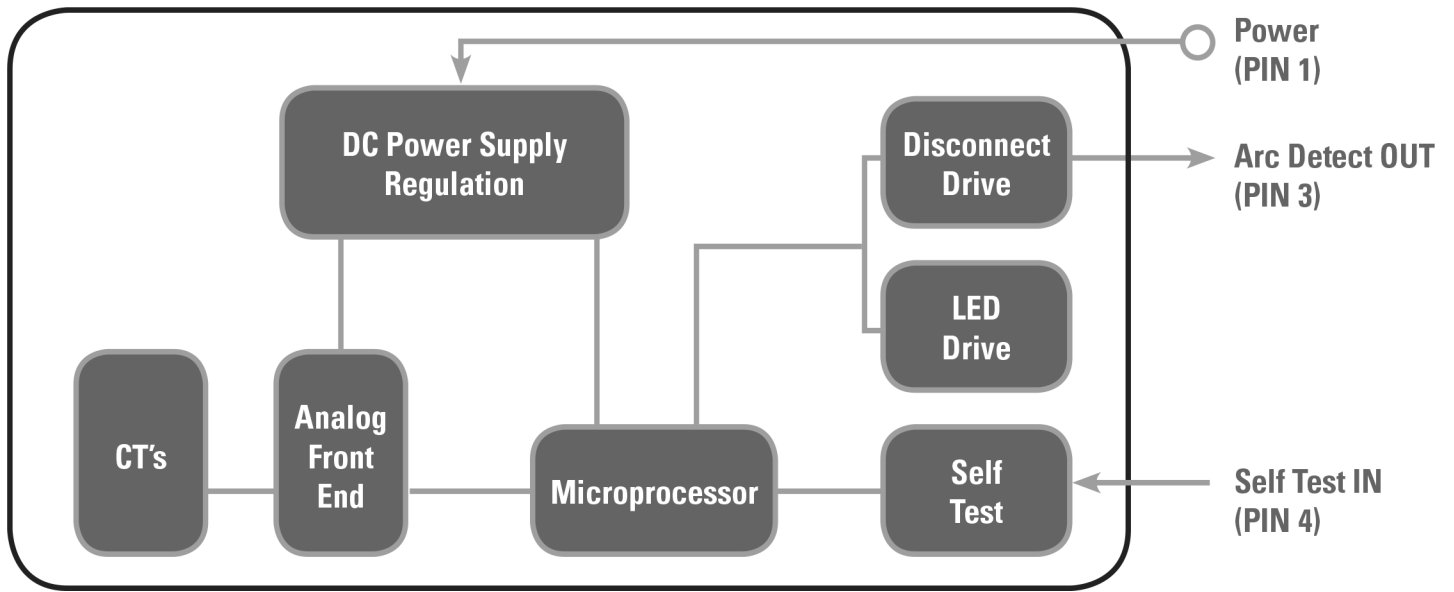 Power
(PIN 1)
DC Power Supply
Regulation
Disconnect
Drive
Arc Detect OUT
(PIN 3)
LED
Drive
CT's
Analog
Front
End
Microprocessor
Self
Test
Self Test IN
(PIN 4)